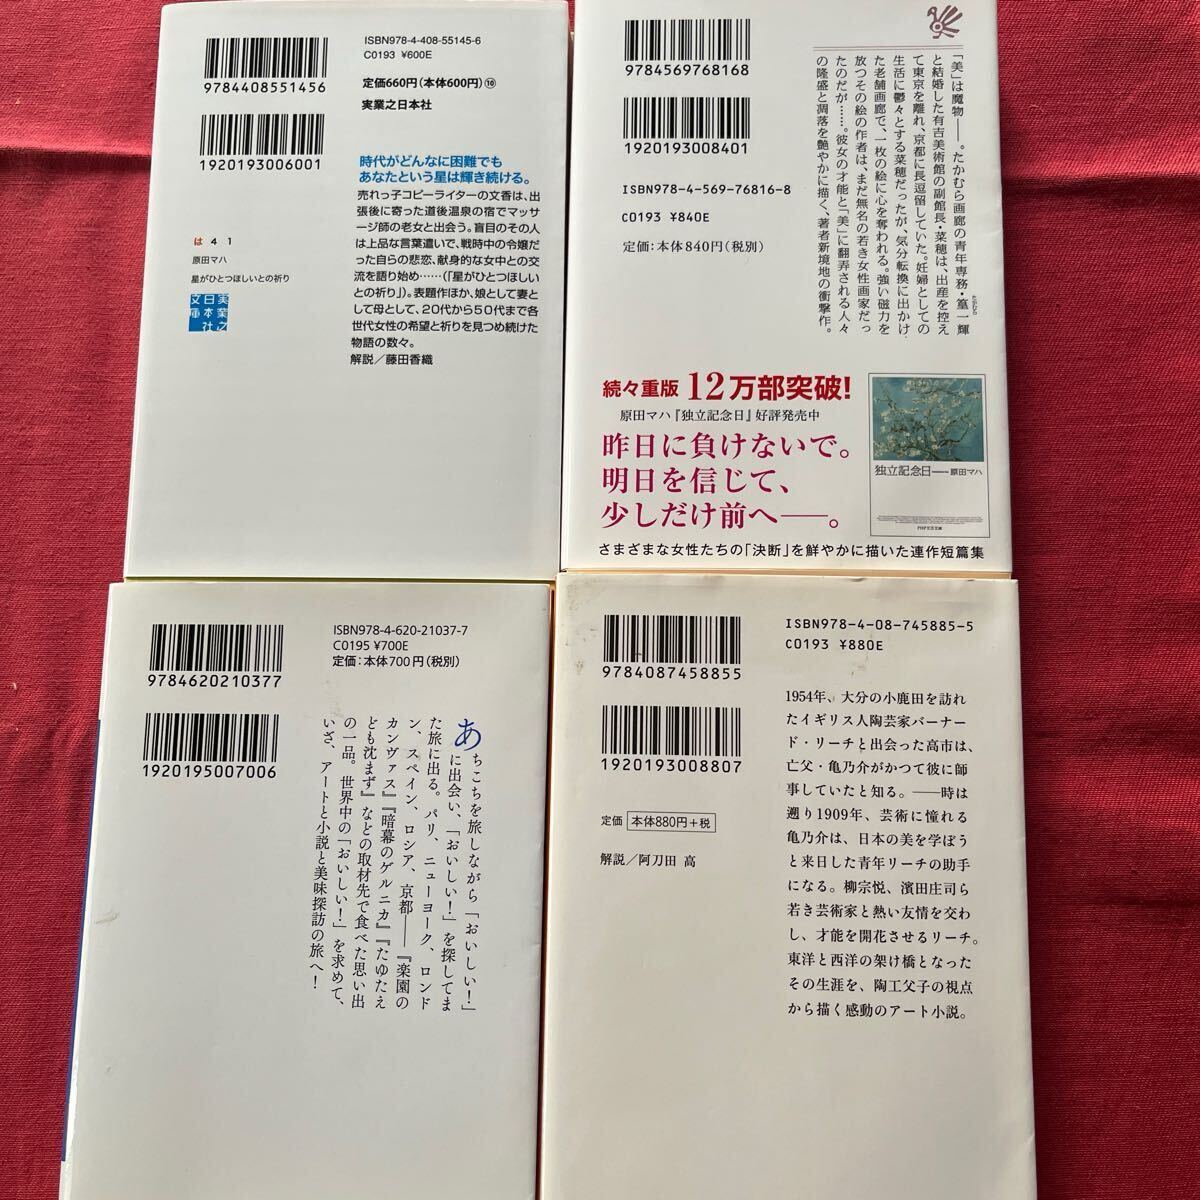 9784408551456
1920193006001
ISBN978-4-408-55145-6
C0193 ¥600E
定価660円(本体600円)⑩
実業之日本社
時代がどんなに困難でも
あなたという星は輝き続ける。
売れっ子コピーライターの文香は、出
張後に寄った道後温泉の宿でマッサ
ージ師の老女と出会う。盲目のその人
は上品な言葉遣いで、戦時中の令嬢だ
った自らの悲恋、献身的な女中との交
流を語り始め……(「星がひとつほしい
との祈り」)。表題作ほか、娘として妻と
して母として、20代から50代まで各
世代女性の希望と祈りを見つめ続けた
物語の数々。
解説/藤田香織
は 4 1
原田マハ
星がひとつほしいとの祈り
実業之
日本社
文庫
9784569768168
1920193008401
ISBN978-4-569-76816-8
C0193 ¥840E
定価:本体840円(税別)
「美」は魔物――。たかむら画廊の青年専務・篁一輝
たかむら
と結婚した有吉美術館の副館長・菜穂は、出産を控え
て東京を離れ、京都に長逗留していた。妊婦としての
生活に鬱々とする菜穂だったが、気分転換に出かけ
た老舗画廊で、一枚の絵に心を奪われる。強い磁力を
放つその絵の作者は、まだ無名の若き女性画家だっ
たのだが……。彼女の才能と「美」に翻弄される人々
の隆盛と凋落を艶やかに描く、著者新境地の衝撃作。
続々重版 12万部突破!
原田マハ『独立記念日』好評発売中
昨日に負けないで。
明日を信じて、
少しだけ前へ――。
さまざまな女性たちの「決断」を鮮やかに描いた連作短篇集
独立記念日――原田マハ
PHP文芸文庫
9784620210377
1920195007006
ISBN978-4-620-21037-7
C0195 ¥700E
定価:本体700円(税別)
あちこちを旅しながら「おいしい!」
に出会い、「おいしい!」を探してま
た旅に出る。パリ、ニューヨーク、ロンド
ン、スペイン、ロシア、京都――『楽園の
カンヴァス』『暗幕のゲルニカ』『たゆたえ
ども沈まず』などの取材先で食べた思い出
の一品。世界中の「おいしい!」を求めて、
いざ、アートと小説と美味探訪の旅へ!
9784087458855
1920193008807
ISBN978-4-08-745885-5
C0193 ¥880E
定価 本体880円+税
解説/阿刀田 高
1954年、大分の小鹿田を訪れ
たイギリス人陶芸家バーナー
ド・リーチと出会った高市は、
亡父・亀乃介がかつて彼に師
事していたと知る。――時は
遡り1909年、芸術に憧れる
亀乃介は、日本の美を学ぼう
と来日した青年リーチの助手
になる。柳宗悦、濱田庄司ら
若き芸術家と熱い友情を交わ
し、才能を開花させるリーチ。
東洋と西洋の架け橋となった
その生涯を、陶工父子の視点
から描く感動のアート小説。